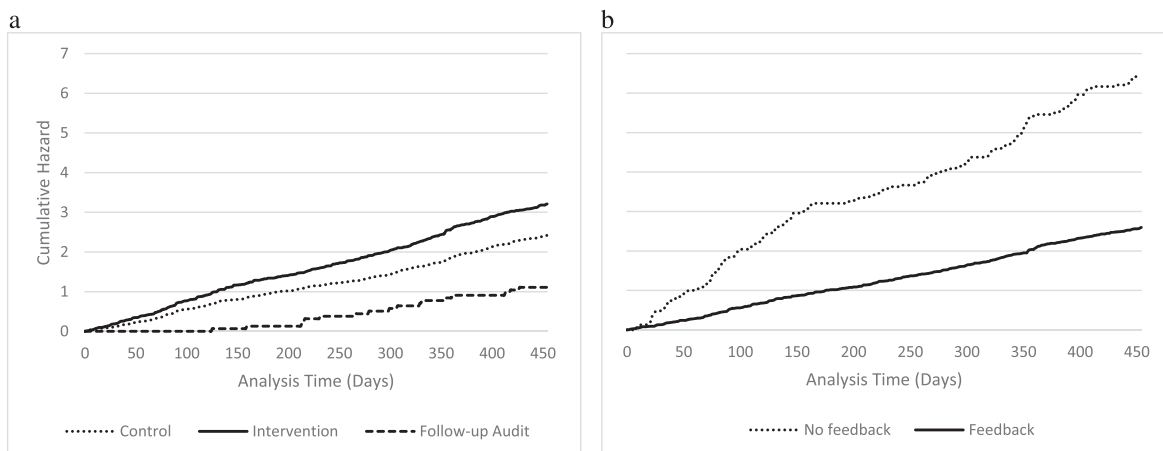 a
7
6
5
4
3
2
1
0
Cumulative Hazard
0 50 100 150 200 250 300 350 400 450
Analysis Time (Days)
Control Intervention Follow-up Audit
b
0 50 100 150 200 250 300 350 400 450
Analysis Time (Days)
No feedback Feedback